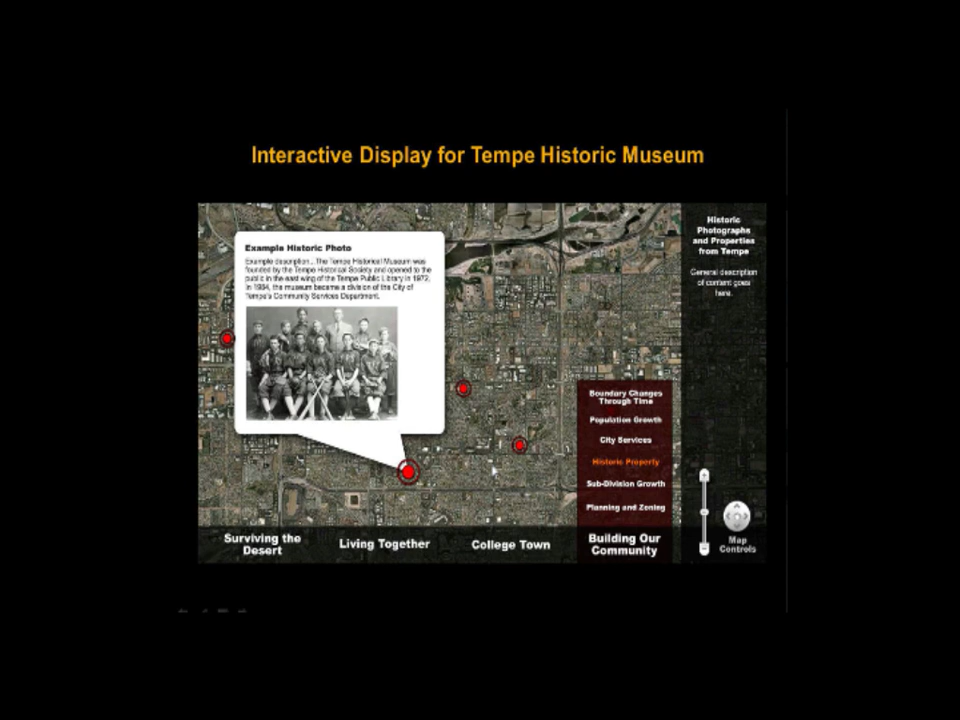 Interactive Display for Tempe Historic Museum
Example Historic Photo
Example description... The Tempe Historical Museum was
founded by the Tempe Historical Society and opened to the
public in the east wing of the Tempe Public Library in 1972.
In 1984, the museum became a division of the City of
Tempe's Community Services Department.
Historic
Photographs
and Properties
from Tempe
General description
of content goes
here.
Boundary Changes
Through Time
Population Growth
City Services
Historic Property
Sub-Division Growth
Planning and Zoning
Surviving the
Desert
Living Together
College Town
Building Our
Community
Map
Controls